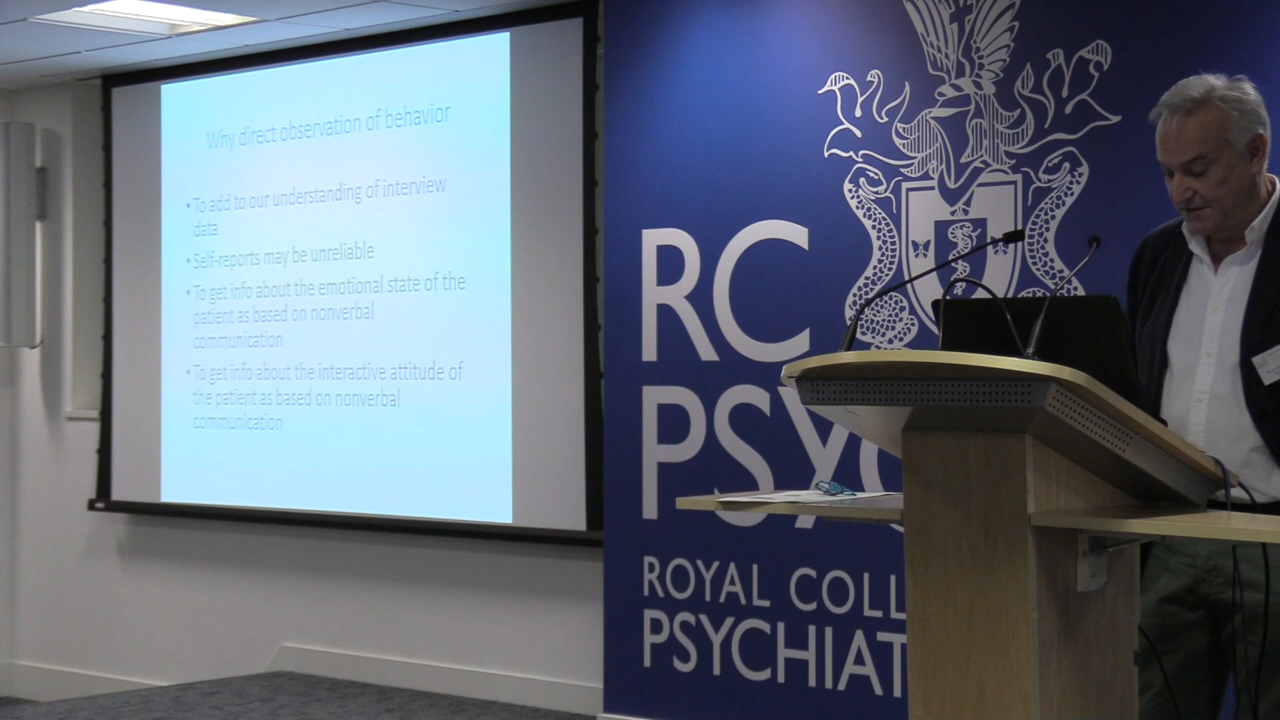 Why direct observation of behavior
• To add to our understanding of interview
data
• Self-reports may be unreliable
• To get info about the emotional state of the
patient as based on nonverbal
communication
• To get info about the interactive attitude of
the patient as based on nonverbal
communication
RC
PSYC
ROYAL COLL
PSYCHIAT